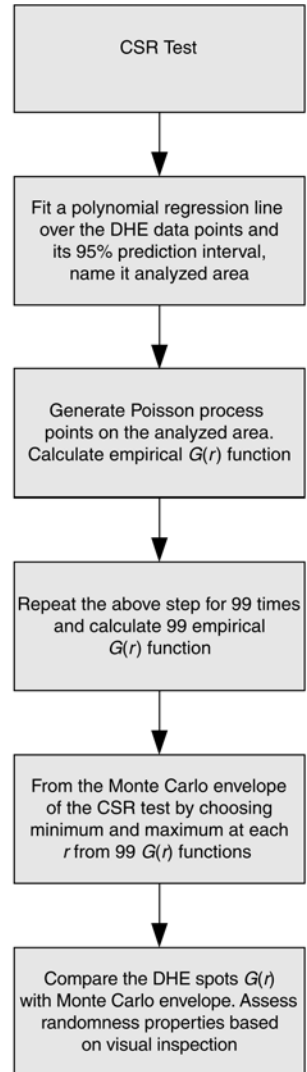 CSR Test
Fit a polynomial regression line
over the DHE data points and
its 95% prediction interval,
name it analyzed area
Generate Poisson process
points on the analyzed area.
Calculate empirical G(r) function
Repeat the above step for 99 times
and calculate 99 empirical
G(r) function
From the Monte Carlo envelope
of the CSR test by choosing
minimum and maximum at each
r from 99 G(r) functions
Compare the DHE spots G(r)
with Monte Carlo envelope. Assess
randomness properties based
on visual inspection